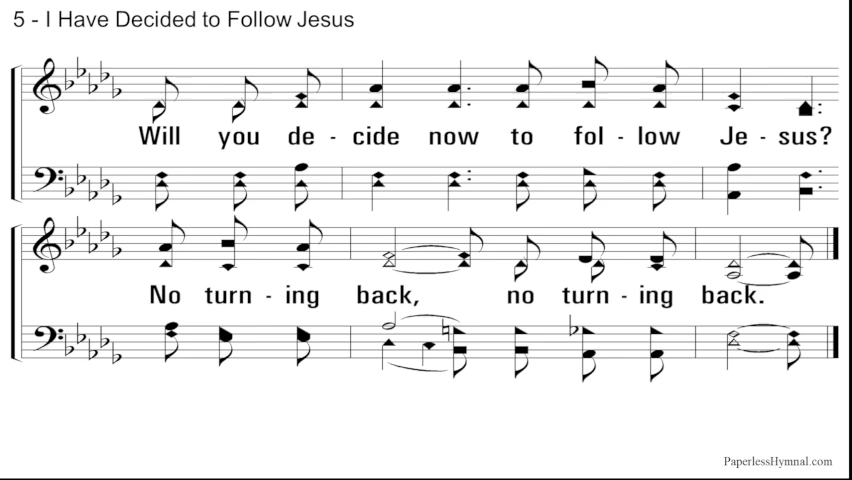 5 - I Have Decided to Follow Jesus
Will you de - cide now to fol - low Je - sus?
No turn - ing back, no turn - ing back.
PaperlessHymnal.com